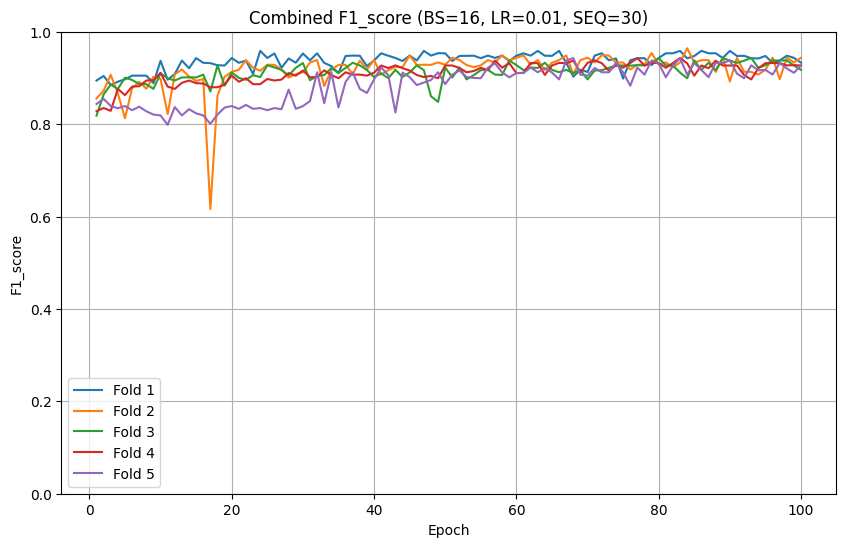 Combined F1_score (BS=16, LR=0.01, SEQ=30)
F1_score
1.0
0.8
0.6
0.4
0.2
0.0
Fold 1
Fold 2
Fold 3
Fold 4
Fold 5
0 20 40 60 80 100
Epoch